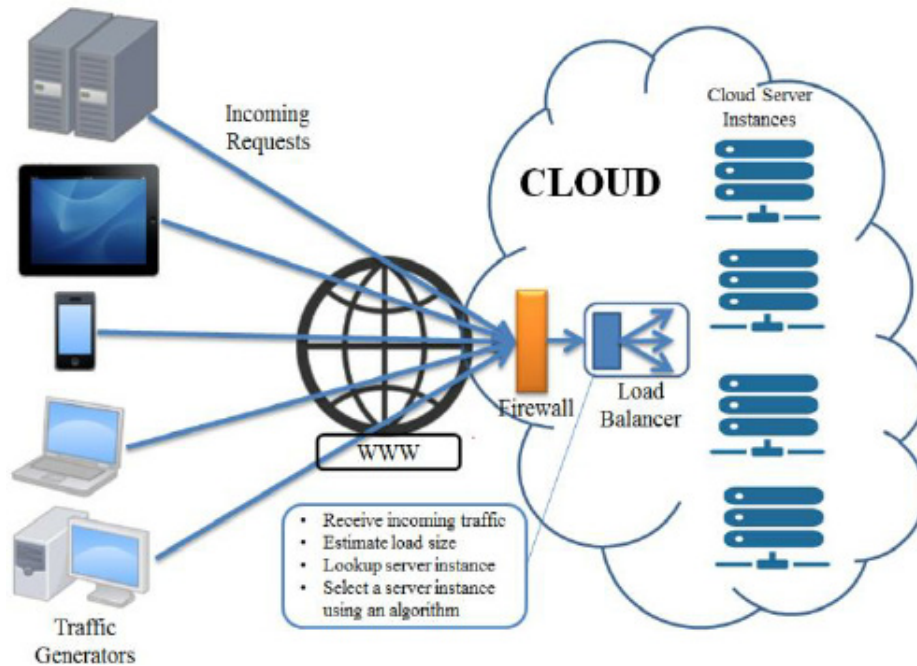 Incoming
Requests
Cloud Server
Instances
CLOUD
Firewall
Load
Balancer
WWW
• Receive incoming traffic
• Estimate load size
• Lookup server instance
• Select a server instance
using an algorithm
Traffic
Generators